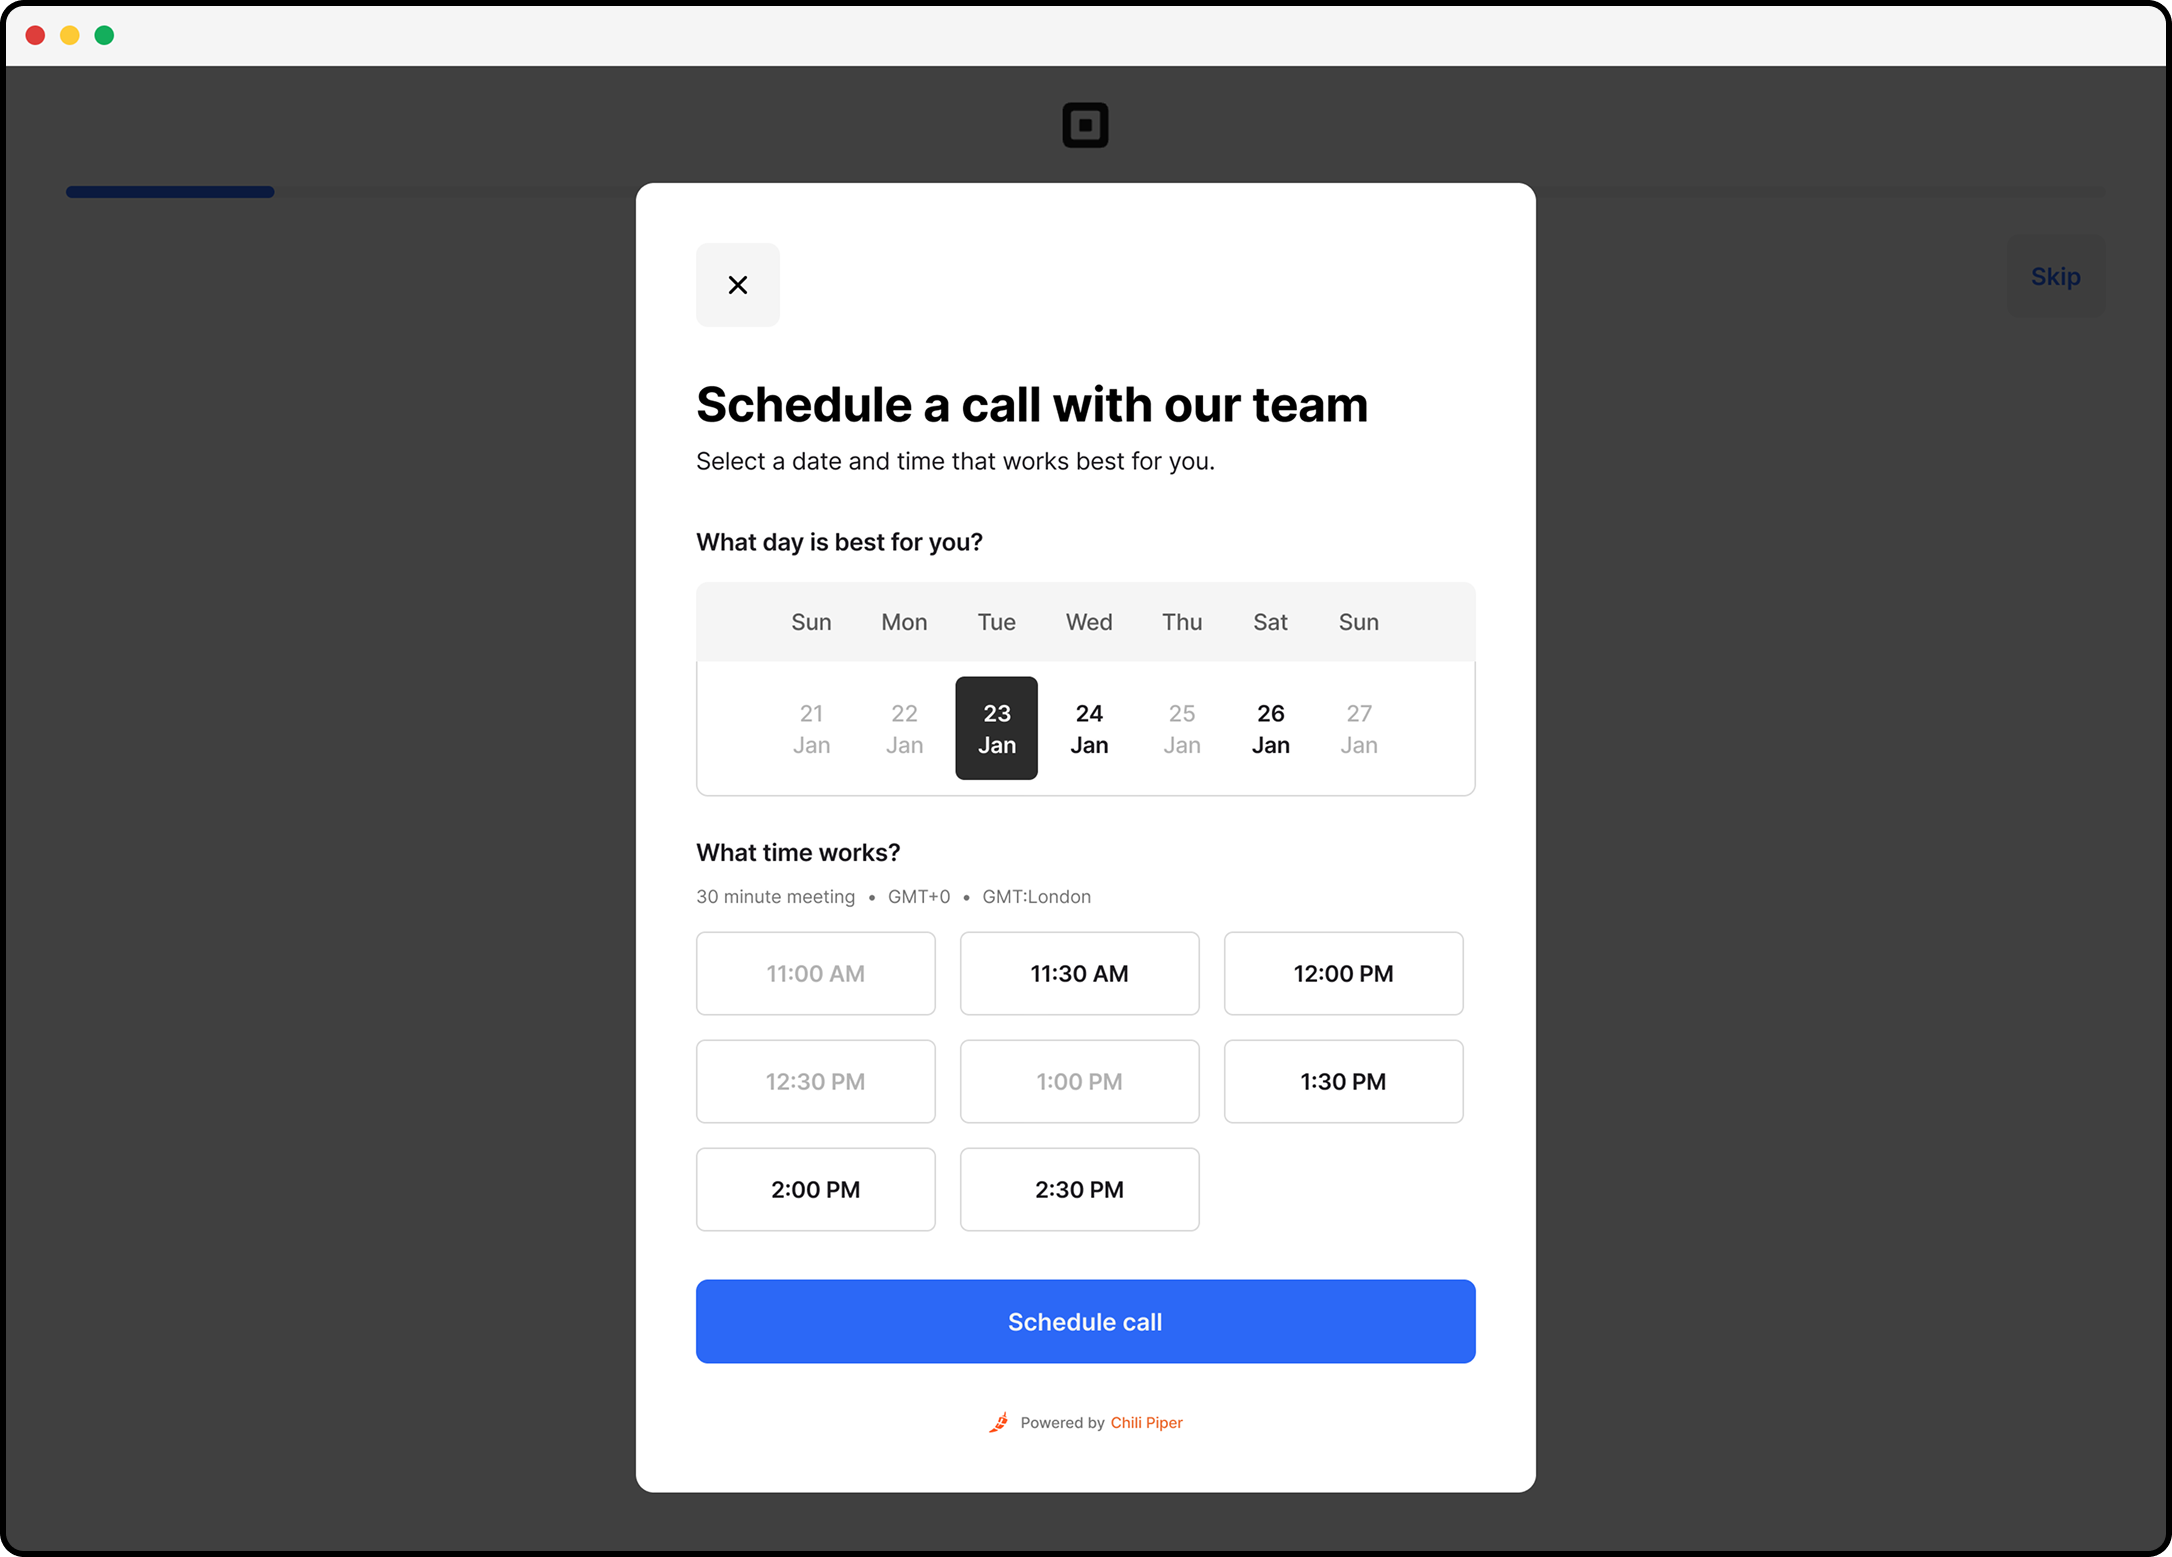 Skip
Schedule a call with our team
Select a date and time that works best for you.
What day is best for you?
Sun Mon Tue Wed Thu Sat Sun
21 22 23 24 25 26 27
Jan Jan Jan Jan Jan Jan Jan
What time works?
30 minute meeting • GMT+0 • GMT:London
11:00 AM 11:30 AM 12:00 PM
12:30 PM 1:00 PM 1:30 PM
2:00 PM 2:30 PM
Schedule call
Powered by Chili Piper